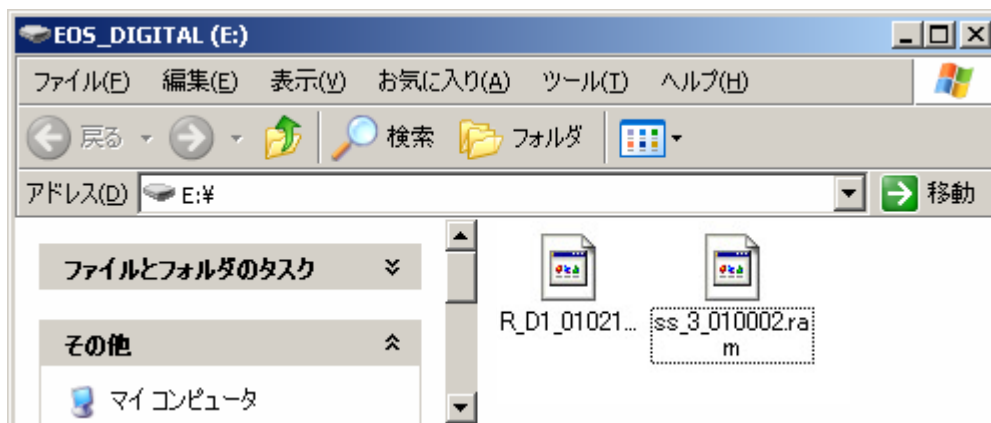 EOS_DIGITAL (E:)
ファイル(F) 編集(E) 表示(V) お気に入り(A) ツール(T) ヘルプ(H)
戻る 検索 フォルダ
アドレス(D) E:¥ 移動
ファイルとフォルダのタスク
その他
マイ コンピュータ
R_D1_01021...
ss_3_010002.ra
m